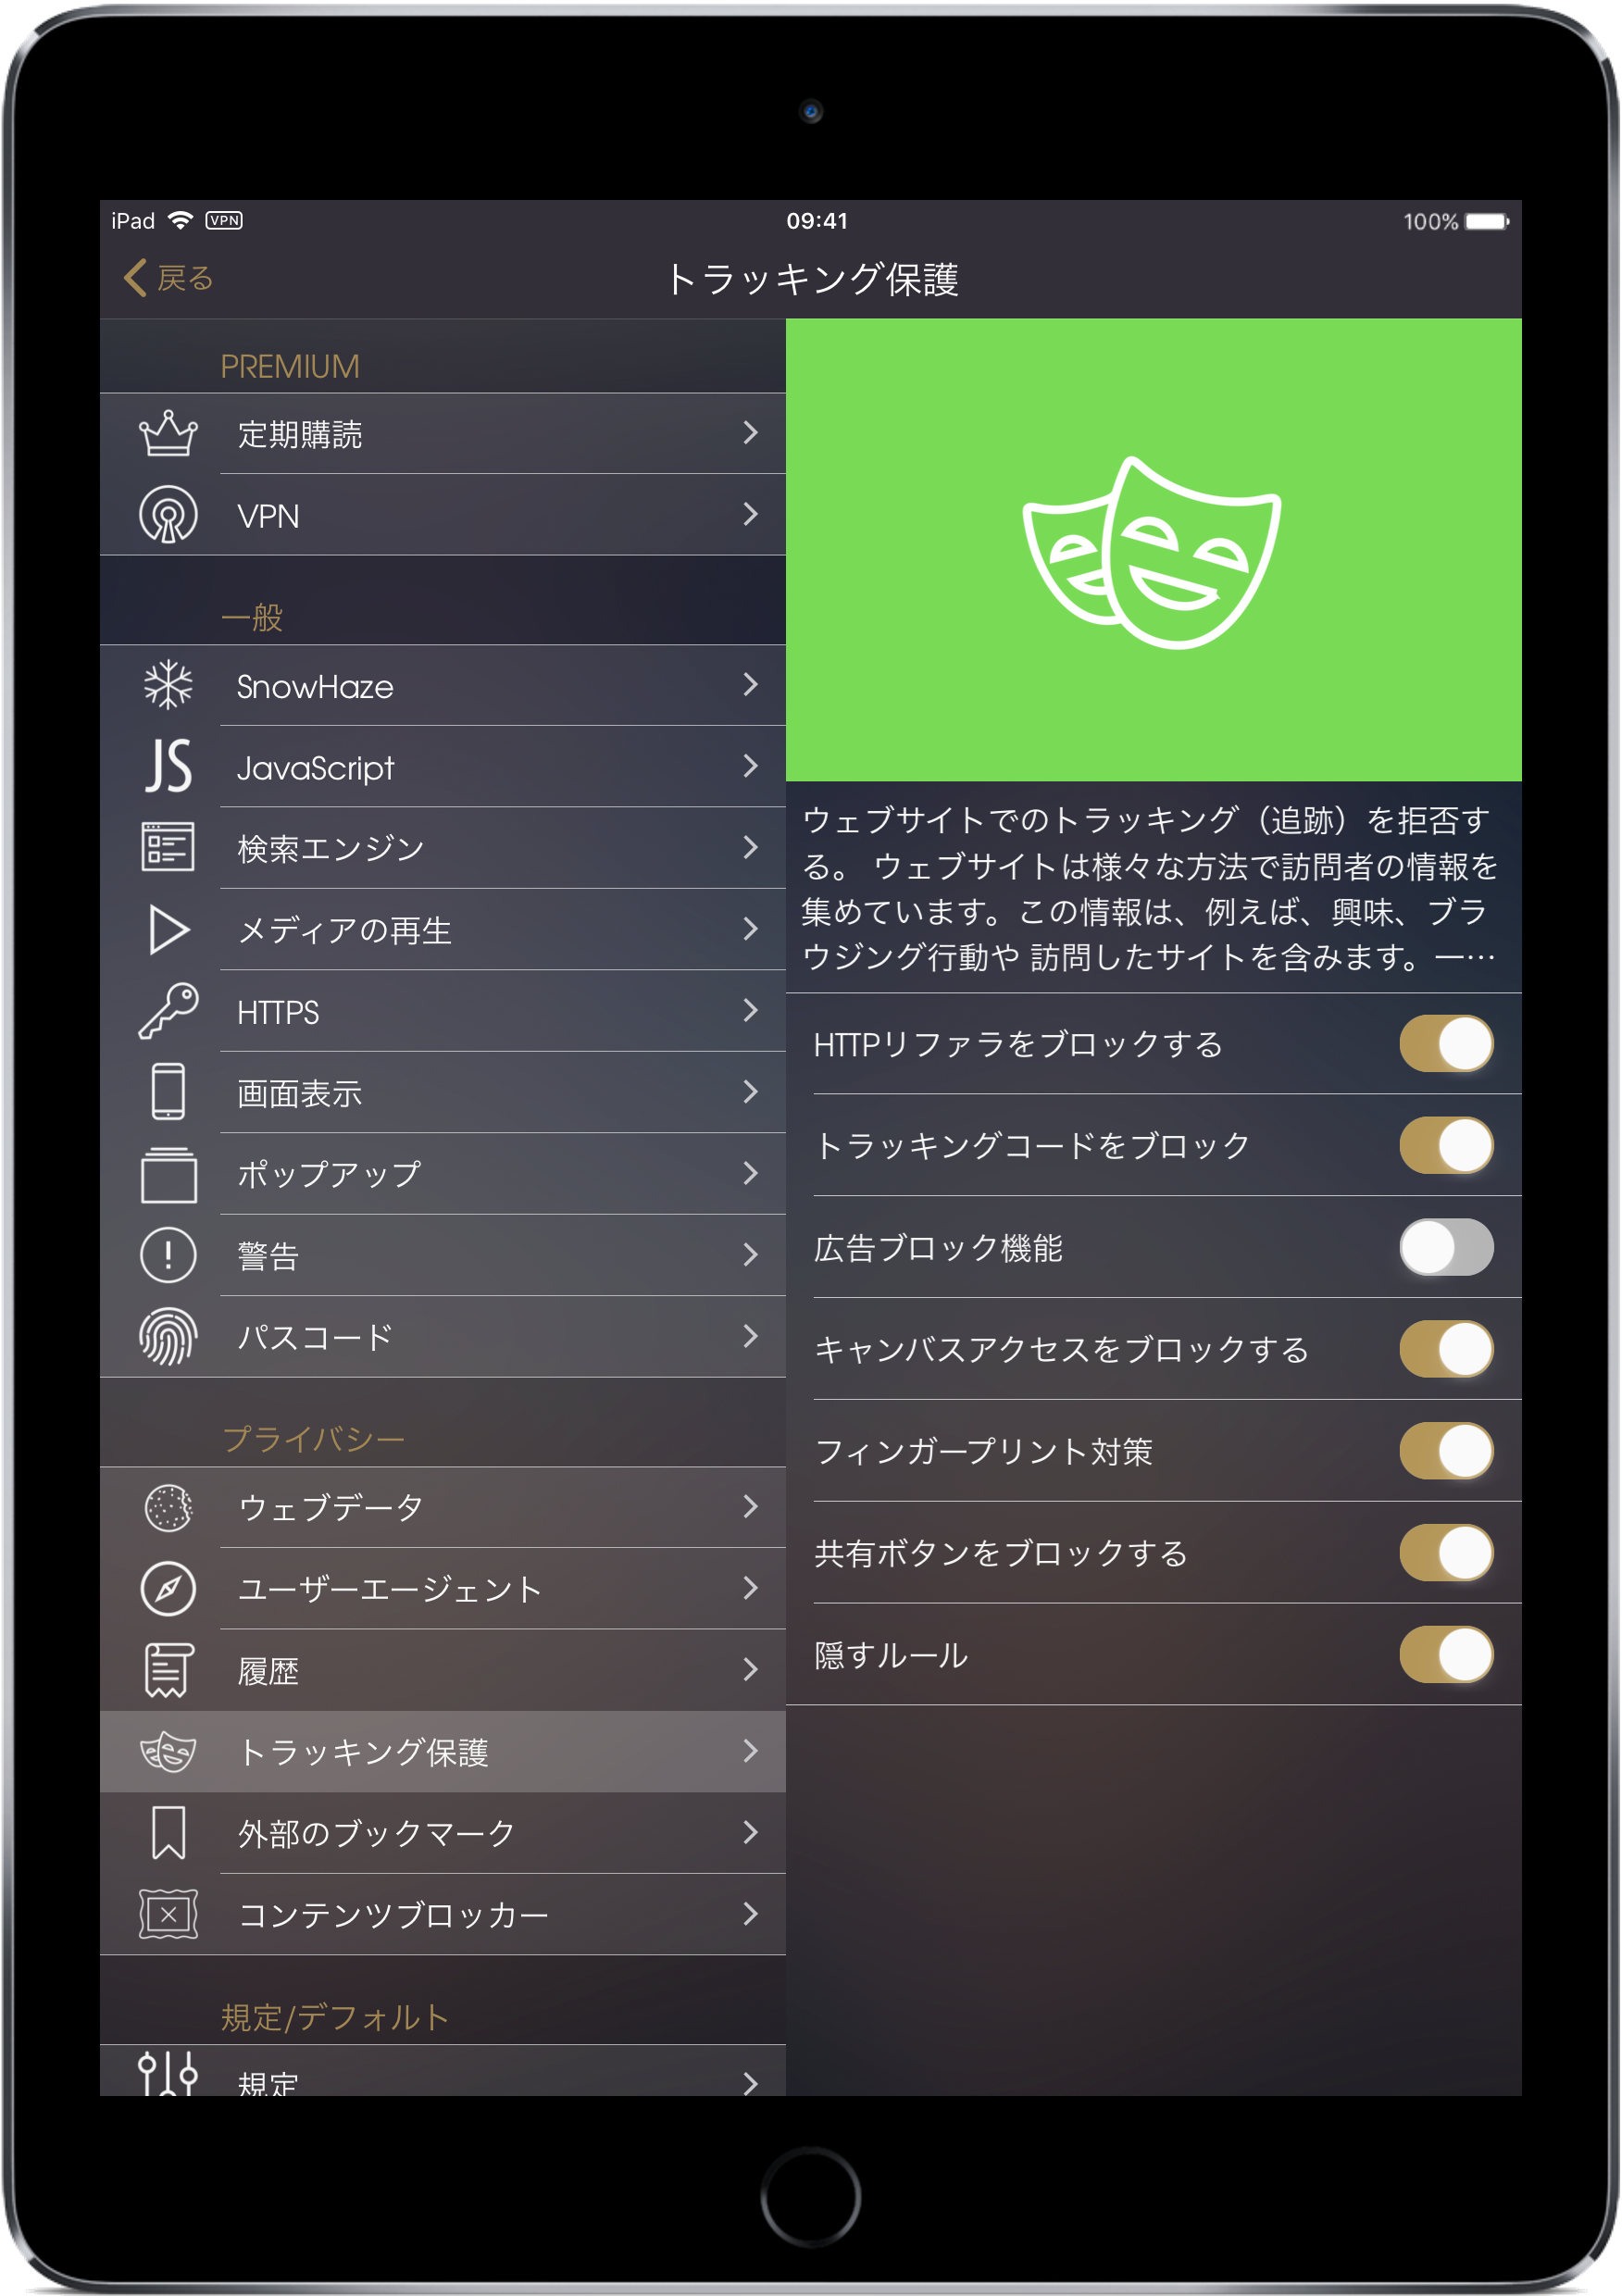 iPad VPN 09:41 100%
戻る トラッキング保護
PREMIUM
定期購読
VPN
一般
SnowHaze
JS JavaScript
検索エンジン
メディアの再生
HTTPS
画面表示
ポップアップ
警告
パスコード
プライバシー
ウェブデータ
ユーザーエージェント
履歴
トラッキング保護
外部のブックマーク
コンテンツブロッカー
規定/デフォルト
規定
ウェブサイトでのトラッキング（追跡）を拒否す
る。 ウェブサイトは様々な方法で訪問者の情報を
集めています。この情報は、例えば、興味、ブラ
ウジング行動や 訪問したサイトを含みます。一…
HTTPリファラをブロックする
トラッキングコードをブロック
広告ブロック機能
キャンバスアクセスをブロックする
フィンガープリント対策
共有ボタンをブロックする
隠すルール